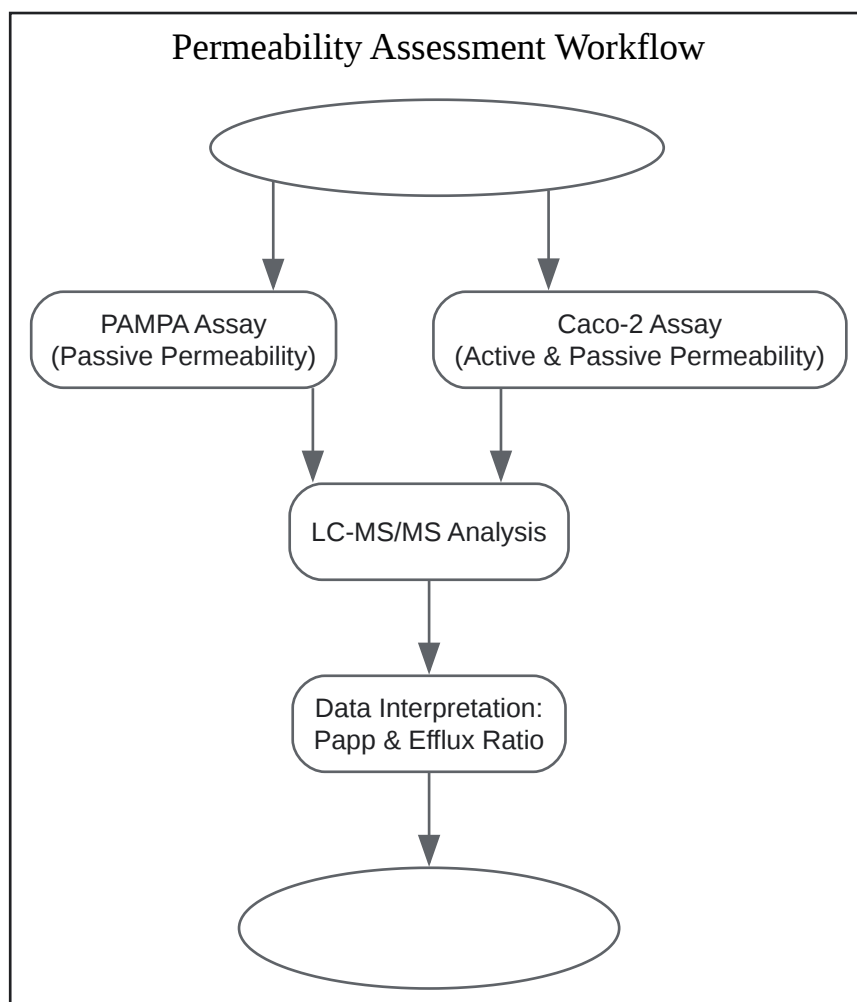 Permeability Assessment Workflow
PAMPA Assay
(Passive Permeability)
Caco-2 Assay
(Active & Passive Permeability)
LC-MS/MS Analysis
Data Interpretation:
Papp & Efflux Ratio